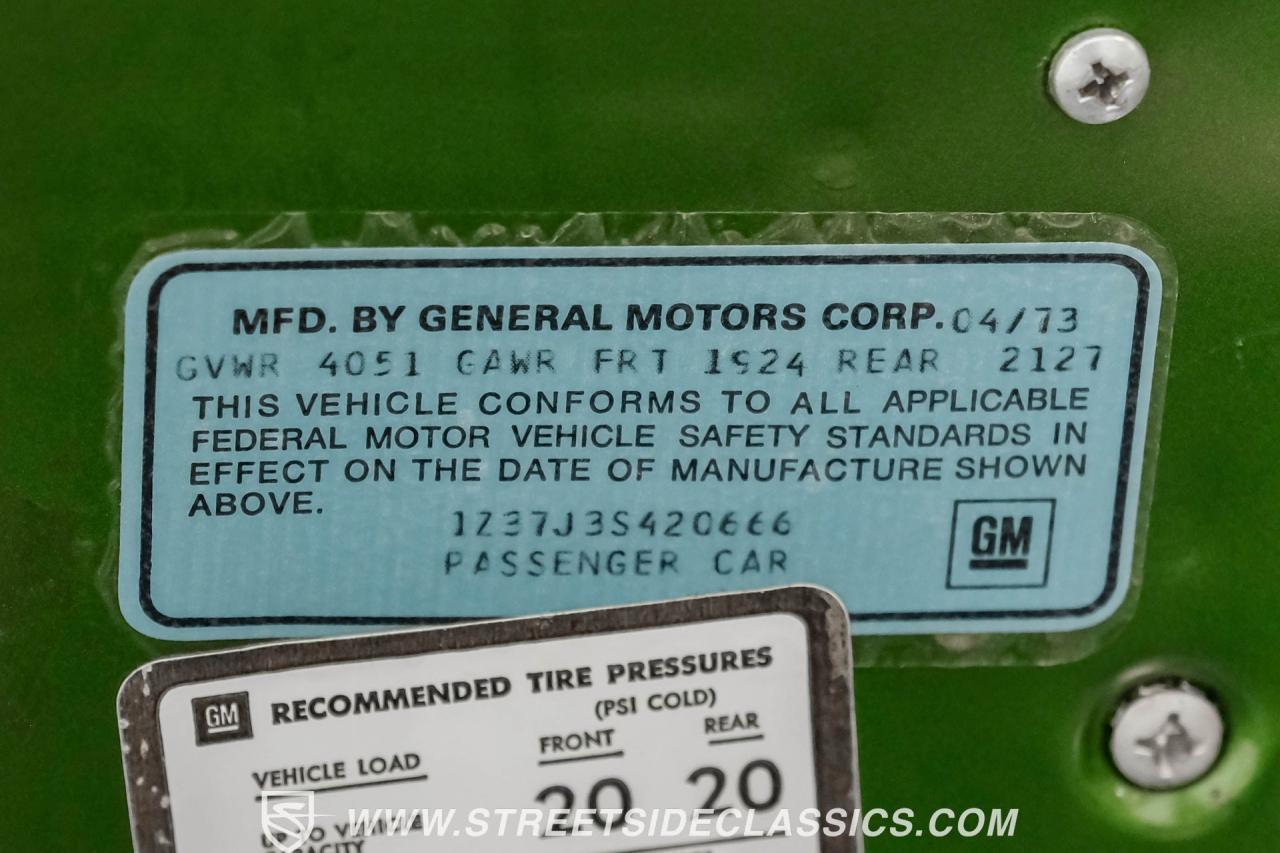 MFD. BY GENERAL MOTORS CORP. 04/73
GVWR 4051 GAWR FRT 1924 REAR 2127
THIS VEHICLE CONFORMS TO ALL APPLICABLE
FEDERAL MOTOR VEHICLE SAFETY STANDARDS IN
EFFECT ON THE DATE OF MANUFACTURE SHOWN
ABOVE.
1Z37J3S420666
PASSENGER CAR
GM
GM RECOMMENDED TIRE PRESSURES
(PSI COLD)
VEHICLE LOAD FRONT REAR
20 20
WWW.STREETSIDECLASSICS.COM
CAPACITY